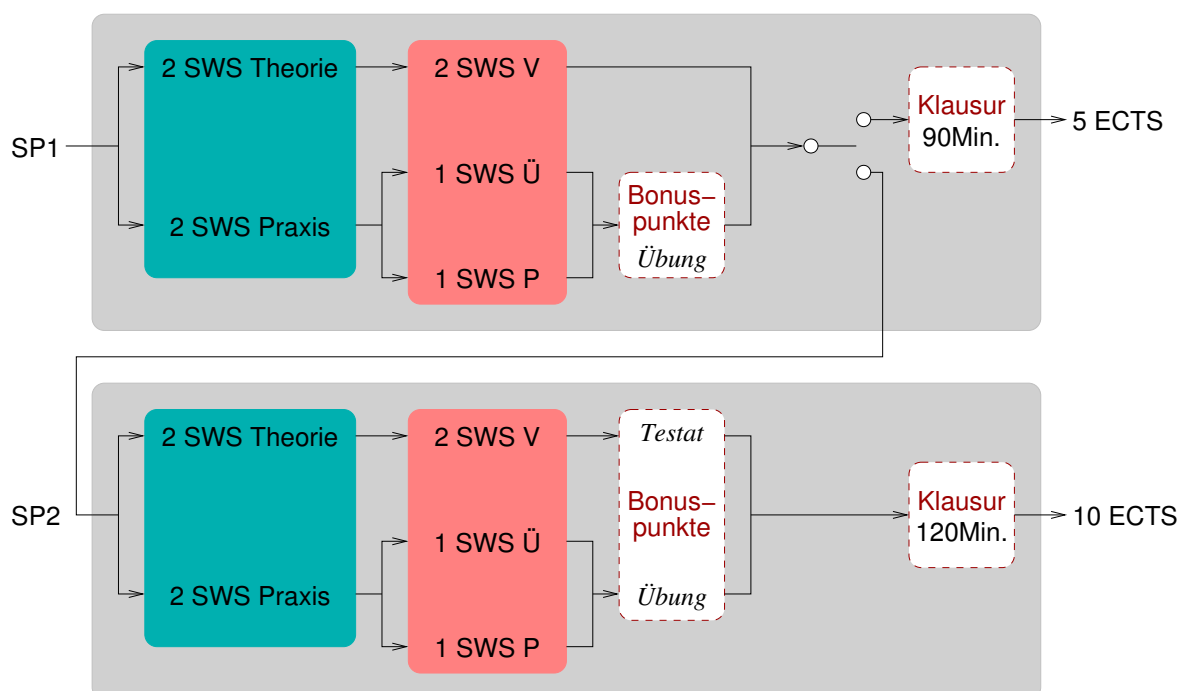 SP1
2 SWS Theorie
2 SWS Praxis
2 SWS V
1 SWS Ü
1 SWS P
Bonus–
punkte
Übung
Klausur
90Min.
5 ECTS
SP2
2 SWS Theorie
2 SWS Praxis
2 SWS V
1 SWS Ü
1 SWS P
Testat
Bonus–
punkte
Übung
Klausur
120Min.
10 ECTS